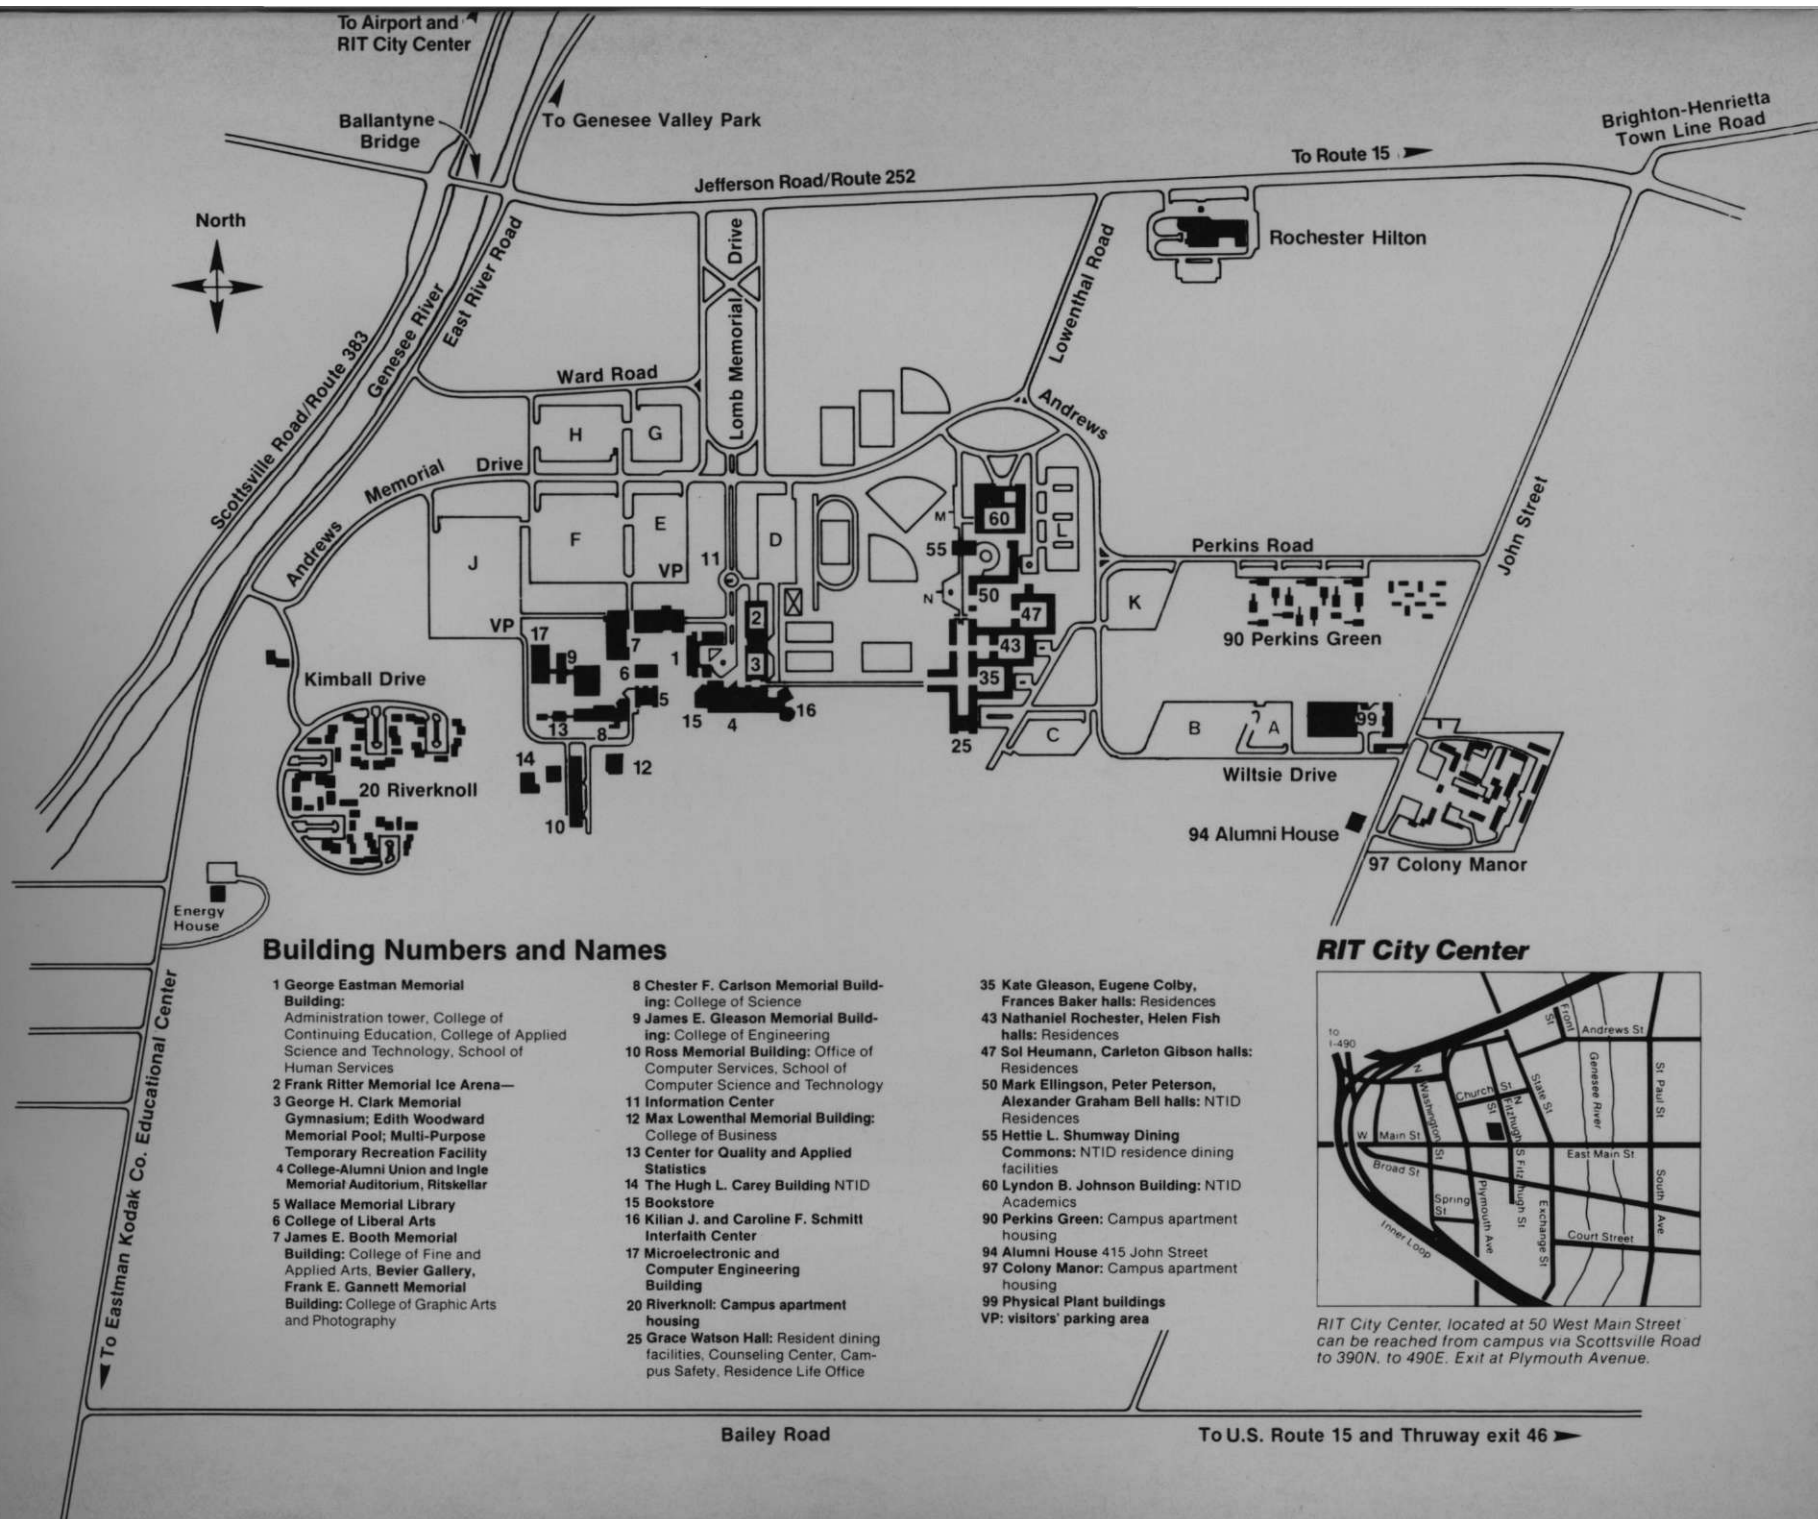 To Airport and
RIT City Center
Ballantyne
Bridge
To Genesee Valley Park
Brighton-Henrietta
Town Line Road
To Route 15
Jefferson Road/Route 252
North
Rochester Hilton
Scottsville Road/Route 383
Genesee River
East River Road
Lomb Memorial Drive
Lowenthal Road
Ward Road
Andrews
H
G
Andrews Memorial Drive
John Street
J
F
E
VP
11
D
M
60
55
L
N
50
47
43
35
25
K
Perkins Road
90 Perkins Green
VP
17
9
7
6
5
1
2
3
15
4
16
13
8
14
12
10
Kimball Drive
20 Riverknoll
C
B
A
99
Wiltsie Drive
94 Alumni House
97 Colony Manor
Energy
House
To Eastman Kodak Co. Educational Center
Building Numbers and Names
1 George Eastman Memorial
Building:
Administration tower, College of
Continuing Education, College of Applied
Science and Technology, School of
Human Services
2 Frank Ritter Memorial Ice Arena—
3 George H. Clark Memorial
Gymnasium; Edith Woodward
Memorial Pool; Multi-Purpose
Temporary Recreation Facility
4 College-Alumni Union and Ingle
Memorial Auditorium, Ritskellar
5 Wallace Memorial Library
6 College of Liberal Arts
7 James E. Booth Memorial
Building: College of Fine and
Applied Arts, Bevier Gallery,
Frank E. Gannett Memorial
Building: College of Graphic Arts
and Photography
8 Chester F. Carlson Memorial Build-
ing: College of Science
9 James E. Gleason Memorial Build-
ing: College of Engineering
10 Ross Memorial Building: Office of
Computer Services, School of
Computer Science and Technology
11 Information Center
12 Max Lowenthal Memorial Building:
College of Business
13 Center for Quality and Applied
Statistics
14 The Hugh L. Carey Building NTID
15 Bookstore
16 Kilian J. and Caroline F. Schmitt
Interfaith Center
17 Microelectronic and
Computer Engineering
Building
20 Riverknoll: Campus apartment
housing
25 Grace Watson Hall: Resident dining
facilities, Counseling Center, Cam-
pus Safety, Residence Life Office
35 Kate Gleason, Eugene Colby,
Frances Baker halls: Residences
43 Nathaniel Rochester, Helen Fish
halls: Residences
47 Sol Heumann, Carleton Gibson halls:
Residences
50 Mark Ellingson, Peter Peterson,
Alexander Graham Bell halls: NTID
Residences
55 Hettie L. Shumway Dining
Commons: NTID residence dining
facilities
60 Lyndon B. Johnson Building: NTID
Academics
90 Perkins Green: Campus apartment
housing
94 Alumni House 415 John Street
97 Colony Manor: Campus apartment
housing
99 Physical Plant buildings
VP: visitors' parking area
RIT City Center
to
I-490
Front St
Andrews St
Genesee River
St Paul St
State St
Church St
N Washington St
N Fitzhugh St
W Main St
East Main St
Broad St
S Fitzhugh St
Spring
St
Plymouth Ave
Exchange St
South Ave
Court Street
Inner Loop
RIT City Center, located at 50 West Main Street
can be reached from campus via Scottsville Road
to 390N. to 490E. Exit at Plymouth Avenue.
Bailey Road
To U.S. Route 15 and Thruway exit 46